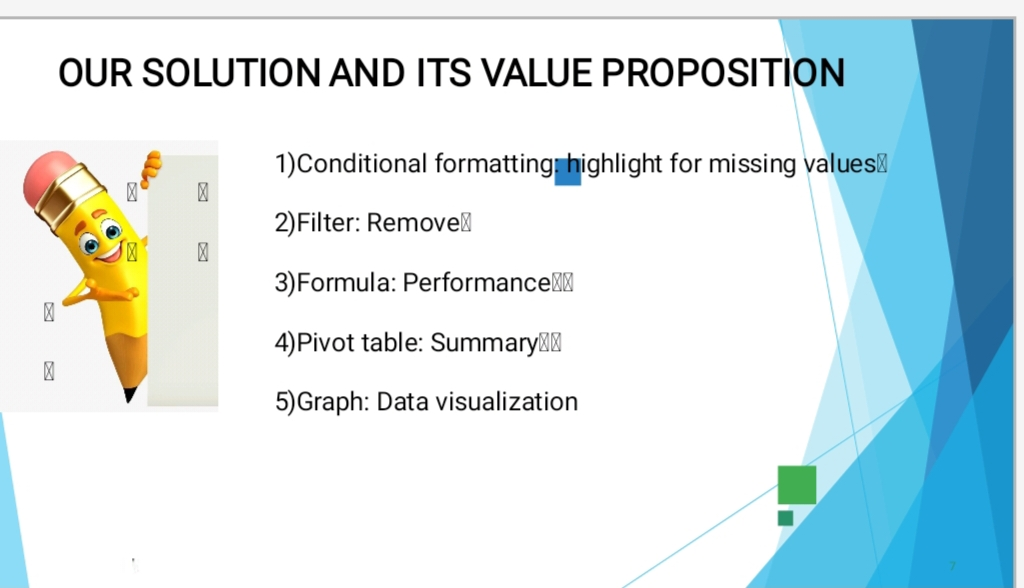 OUR SOLUTION AND ITS VALUE PROPOSITION
1)Conditional formatting: highlight for missing values
2)Filter: Remove
3)Formula: Performance
4)Pivot table: Summary
5)Graph: Data visualization
7